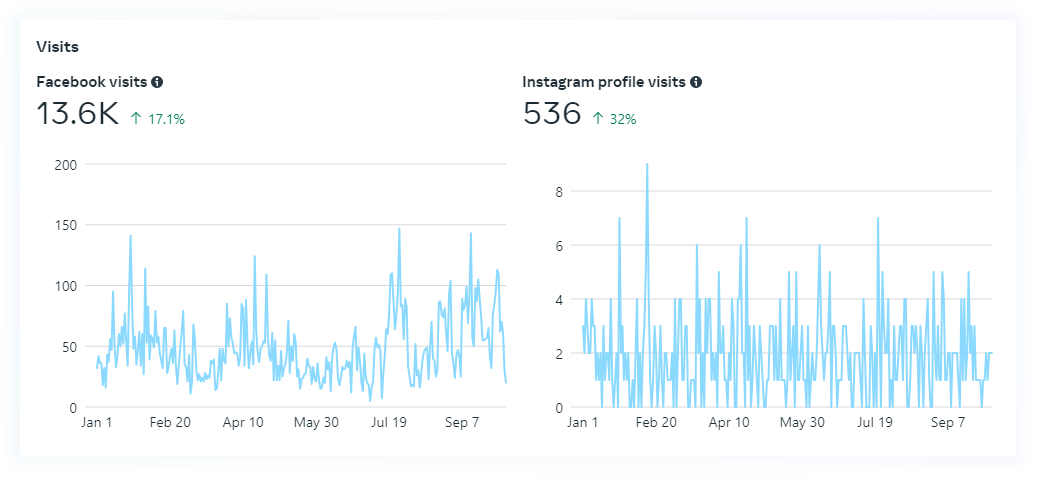 Visits
Facebook visits
13.6K ↑ 17.1%
200
150
100
50
0
Jan 1 Feb 20 Apr 10 May 30 Jul 19 Sep 7
Instagram profile visits
536 ↑ 32%
8
6
4
2
0
Jan 1 Feb 20 Apr 10 May 30 Jul 19 Sep 7